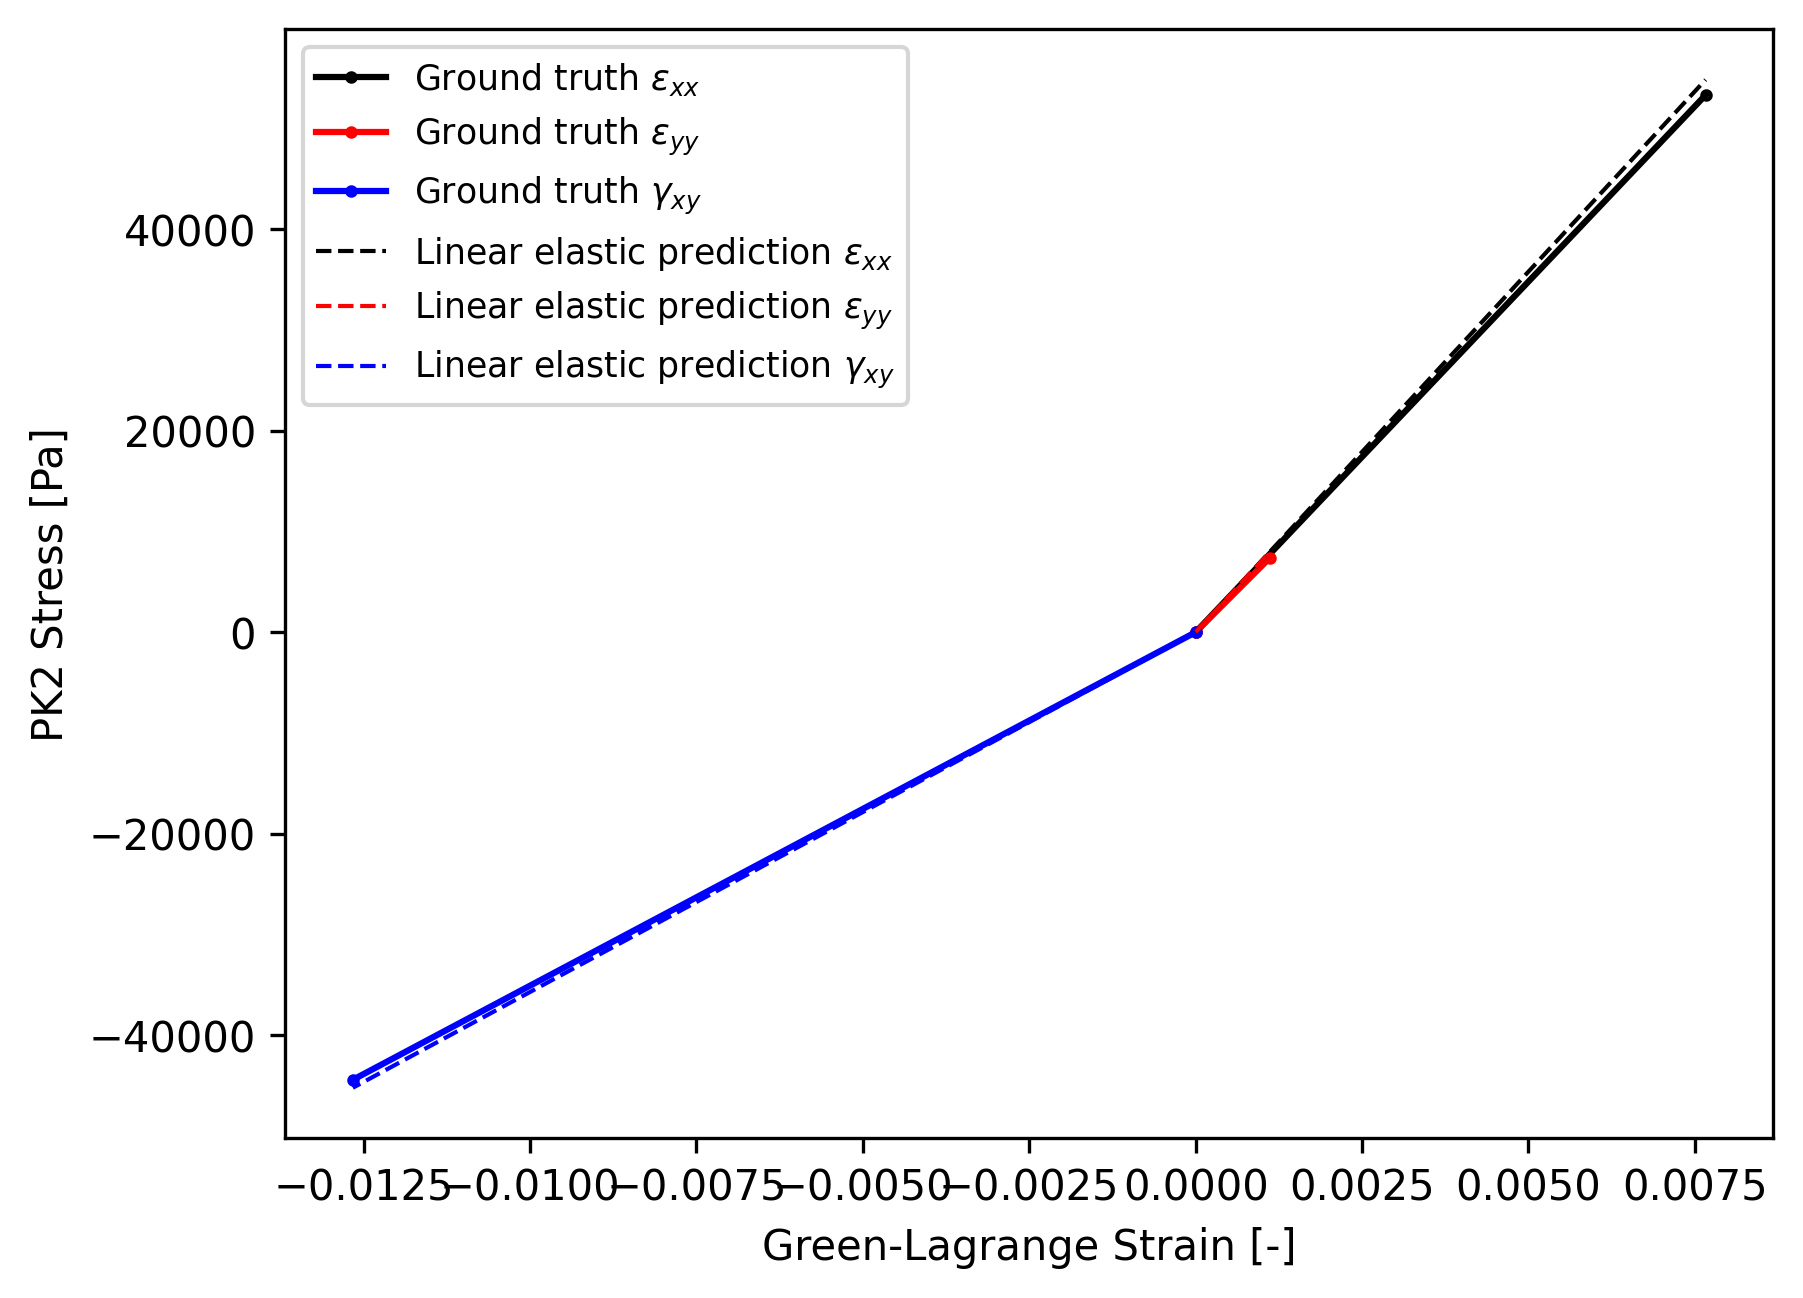 Ground truth εxx
Ground truth εyy
Ground truth γxy
Linear elastic prediction εxx
Linear elastic prediction εyy
Linear elastic prediction γxy
40000
20000
0
−20000
−40000
PK2 Stress [Pa]
−0.0125 −0.0100 −0.0075 −0.0050 −0.0025 0.0000 0.0025 0.0050 0.0075
Green-Lagrange Strain [-]